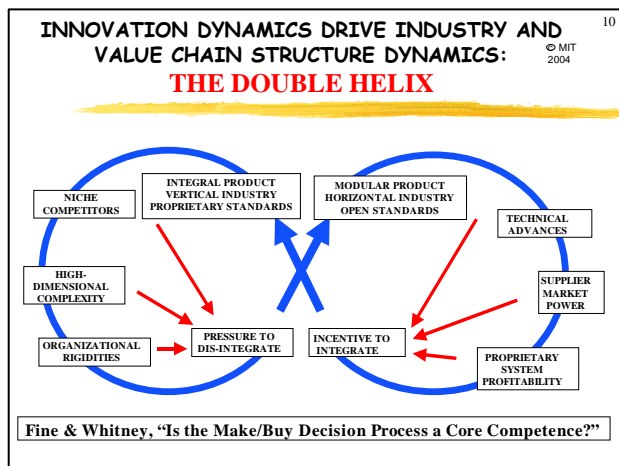 INNOVATION DYNAMICS DRIVE INDUSTRY AND
VALUE CHAIN STRUCTURE DYNAMICS:
THE DOUBLE HELIX
10
© MIT
2004
NICHE
COMPETITORS
INTEGRAL PRODUCT
VERTICAL INDUSTRY
PROPRIETARY STANDARDS
MODULAR PRODUCT
HORIZONTAL INDUSTRY
OPEN STANDARDS
TECHNICAL
ADVANCES
HIGH-
DIMENSIONAL
COMPLEXITY
SUPPLIER
MARKET
POWER
ORGANIZATIONAL
RIGIDITIES
PRESSURE TO
DIS-INTEGRATE
INCENTIVE TO
INTEGRATE
PROPRIETARY
SYSTEM
PROFITABILITY
Fine & Whitney, “Is the Make/Buy Decision Process a Core Competence?”